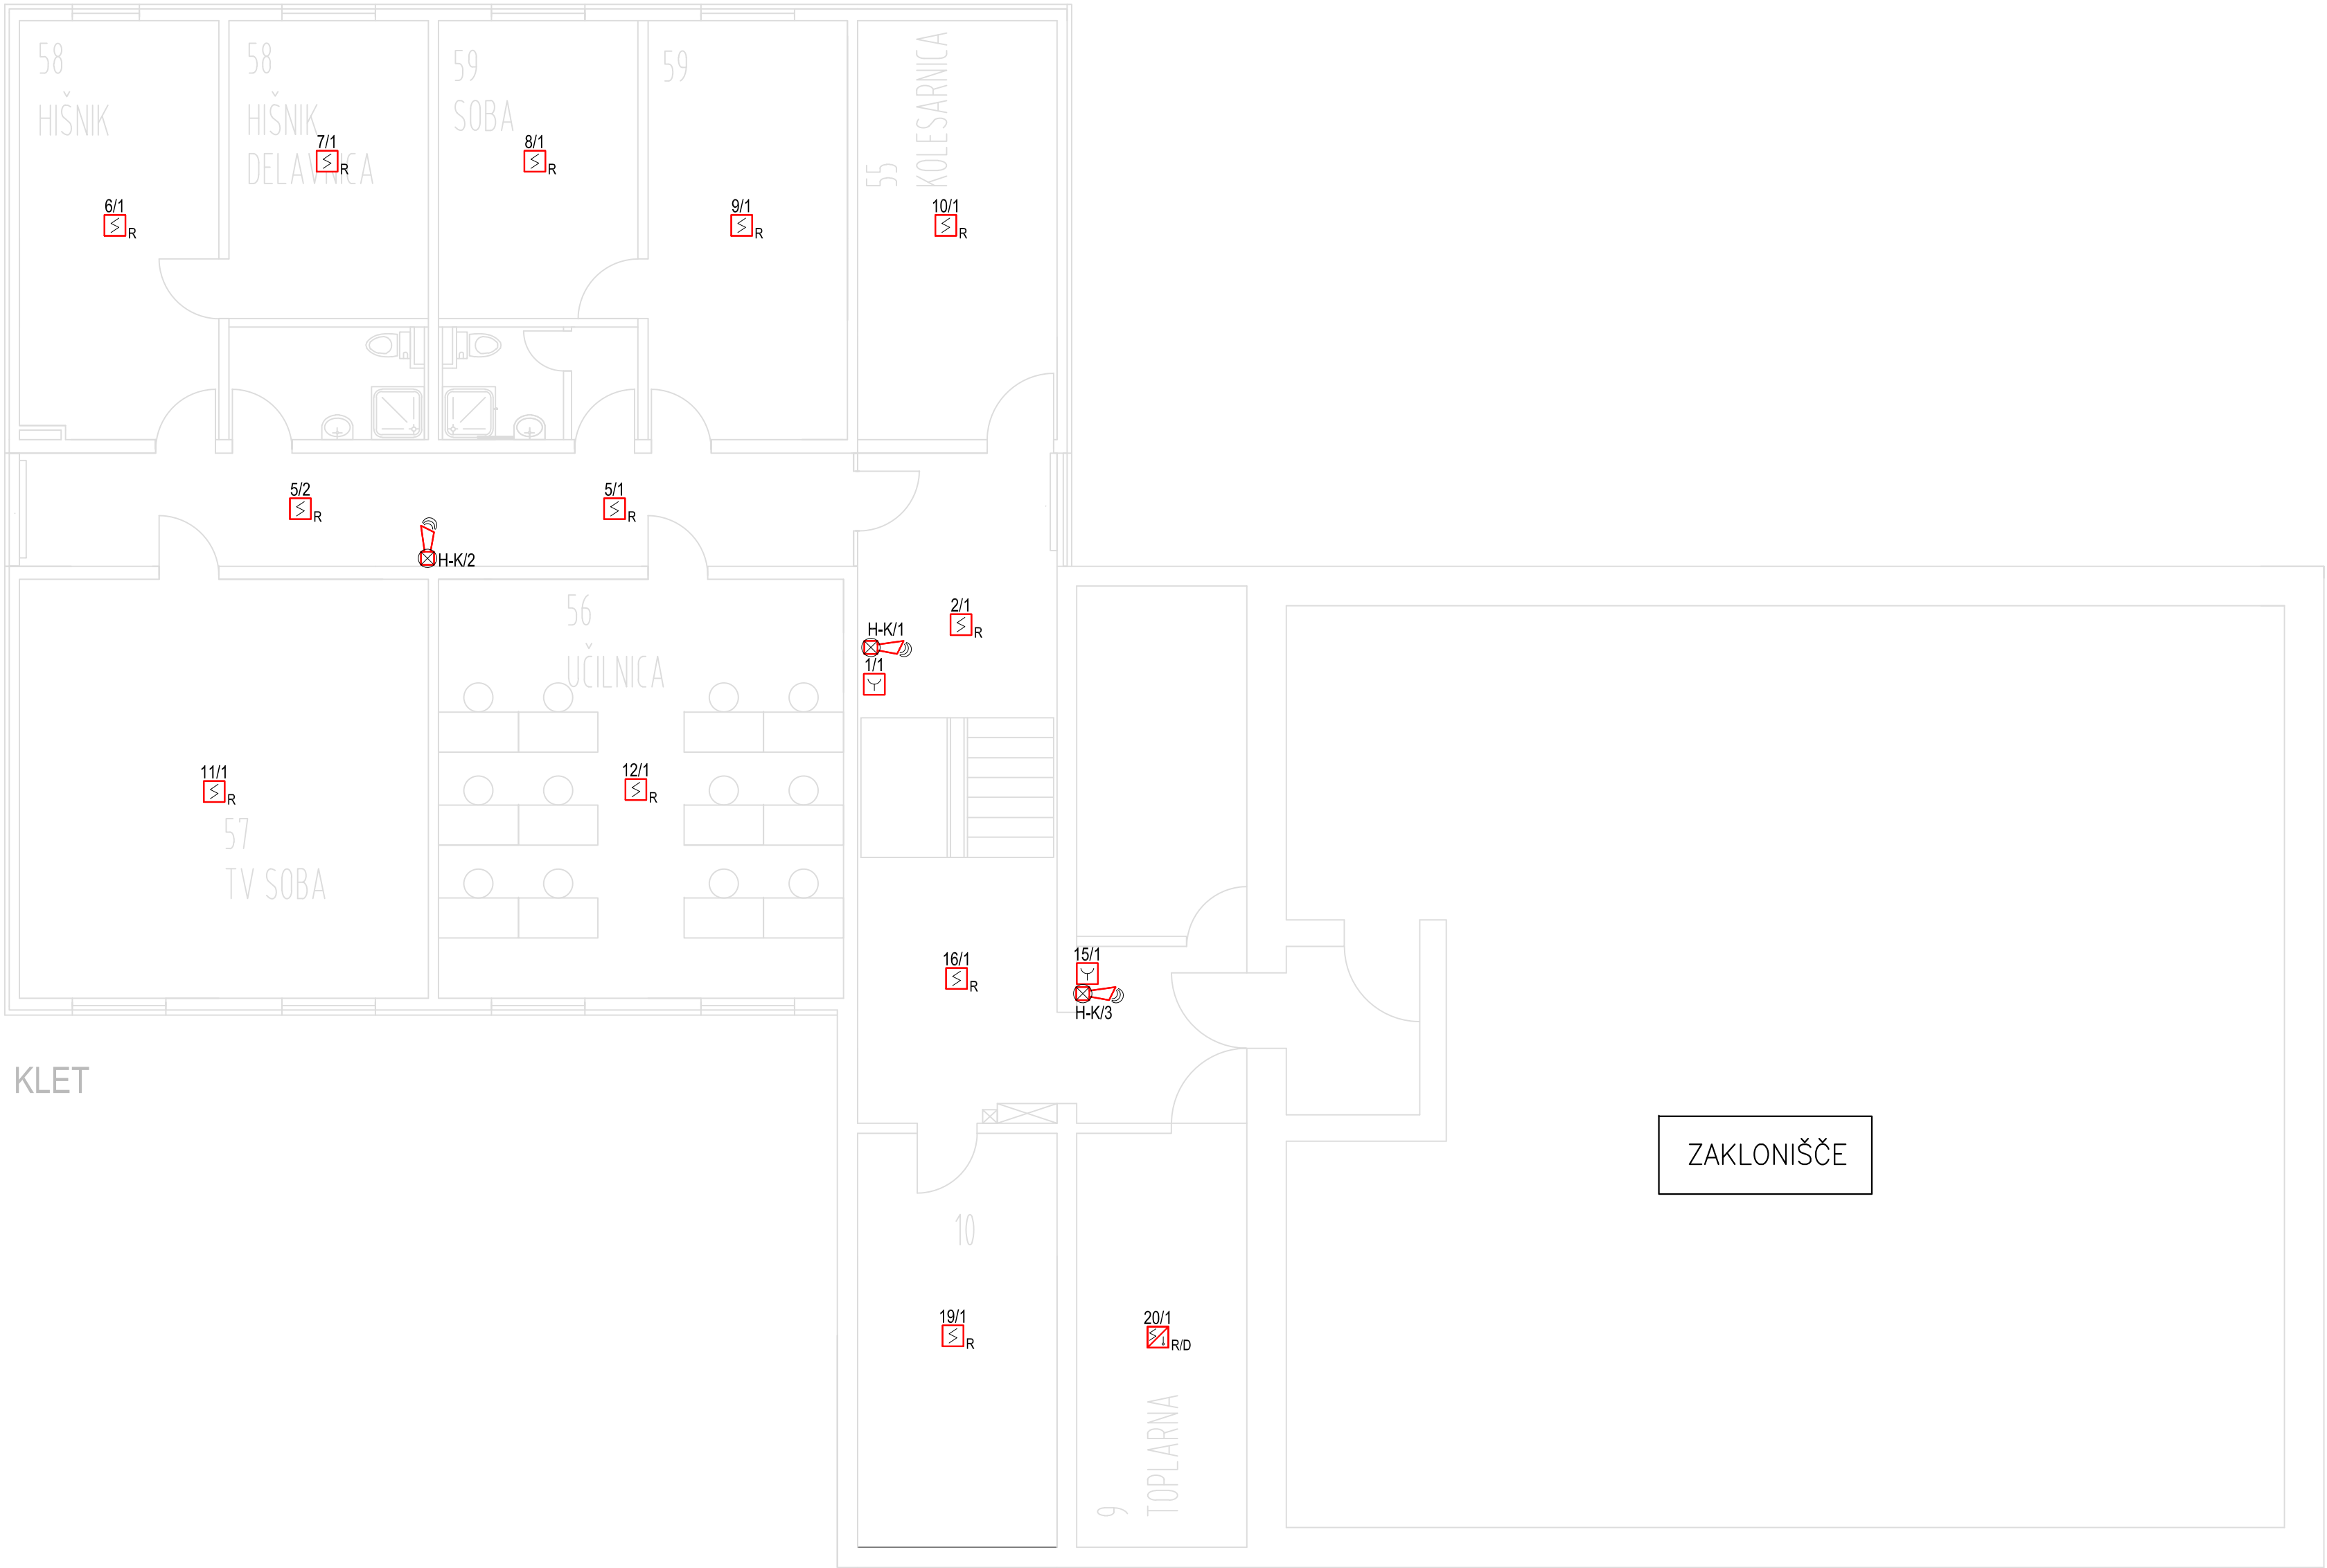 58
HIŠNIK
58
HIŠNIK
DELAVNICA
59
SOBA
59
55
KOLESARNICA
7/1
R
8/1
R
6/1
R
9/1
R
10/1
R
5/2
R
5/1
R
H-K/2
56
UČILNICA
2/1
R
H-K/1
1/1
11/1
R
12/1
R
57
TV SOBA
16/1
R
15/1
H-K/3
KLET
ZAKLONIŠČE
10
19/1
R
20/1
R/D
9
TOPLARNA